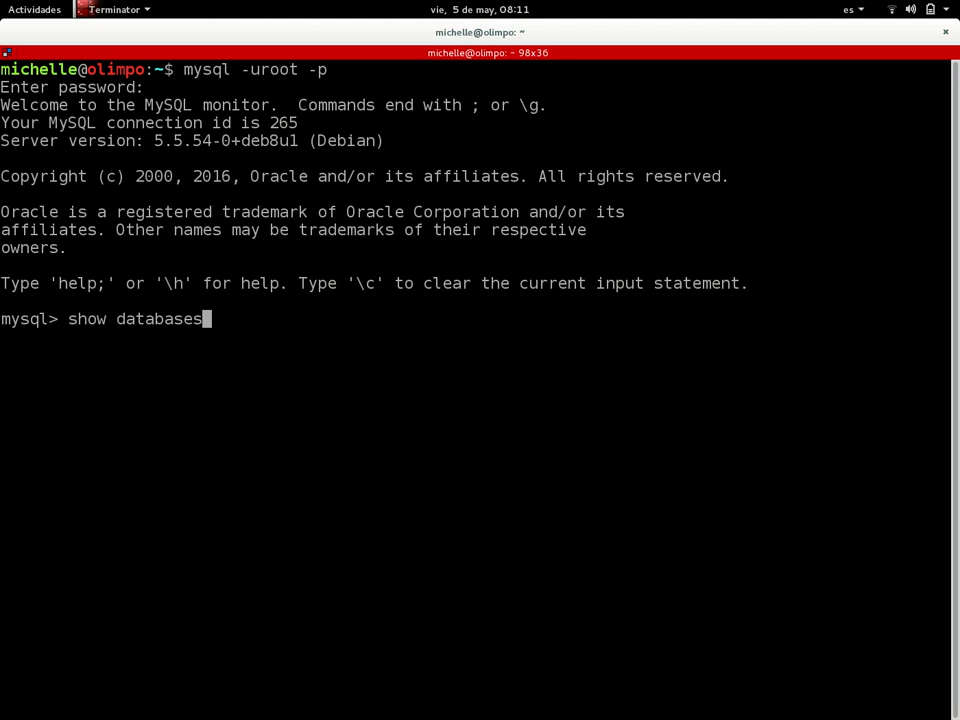 Actividades Terminator vie, 5 de may, 08:11 es
michelle@olimpo: ~
michelle@olimpo: ~ 98x36
michelle@olimpo:~$ mysql -uroot -p
Enter password:
Welcome to the MySQL monitor.  Commands end with ; or \g.
Your MySQL connection id is 265
Server version: 5.5.54-0+deb8u1 (Debian)
Copyright (c) 2000, 2016, Oracle and/or its affiliates. All rights reserved.
Oracle is a registered trademark of Oracle Corporation and/or its
affiliates. Other names may be trademarks of their respective
owners.
Type 'help;' or '\h' for help. Type '\c' to clear the current input statement.
mysql> show databases